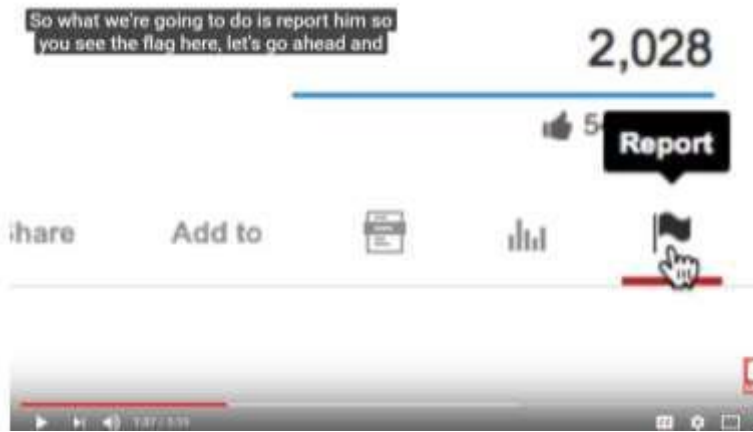 So what we're going to do is report him so
you see the flag here, let's go ahead and
2,028
Report
hare
Add to